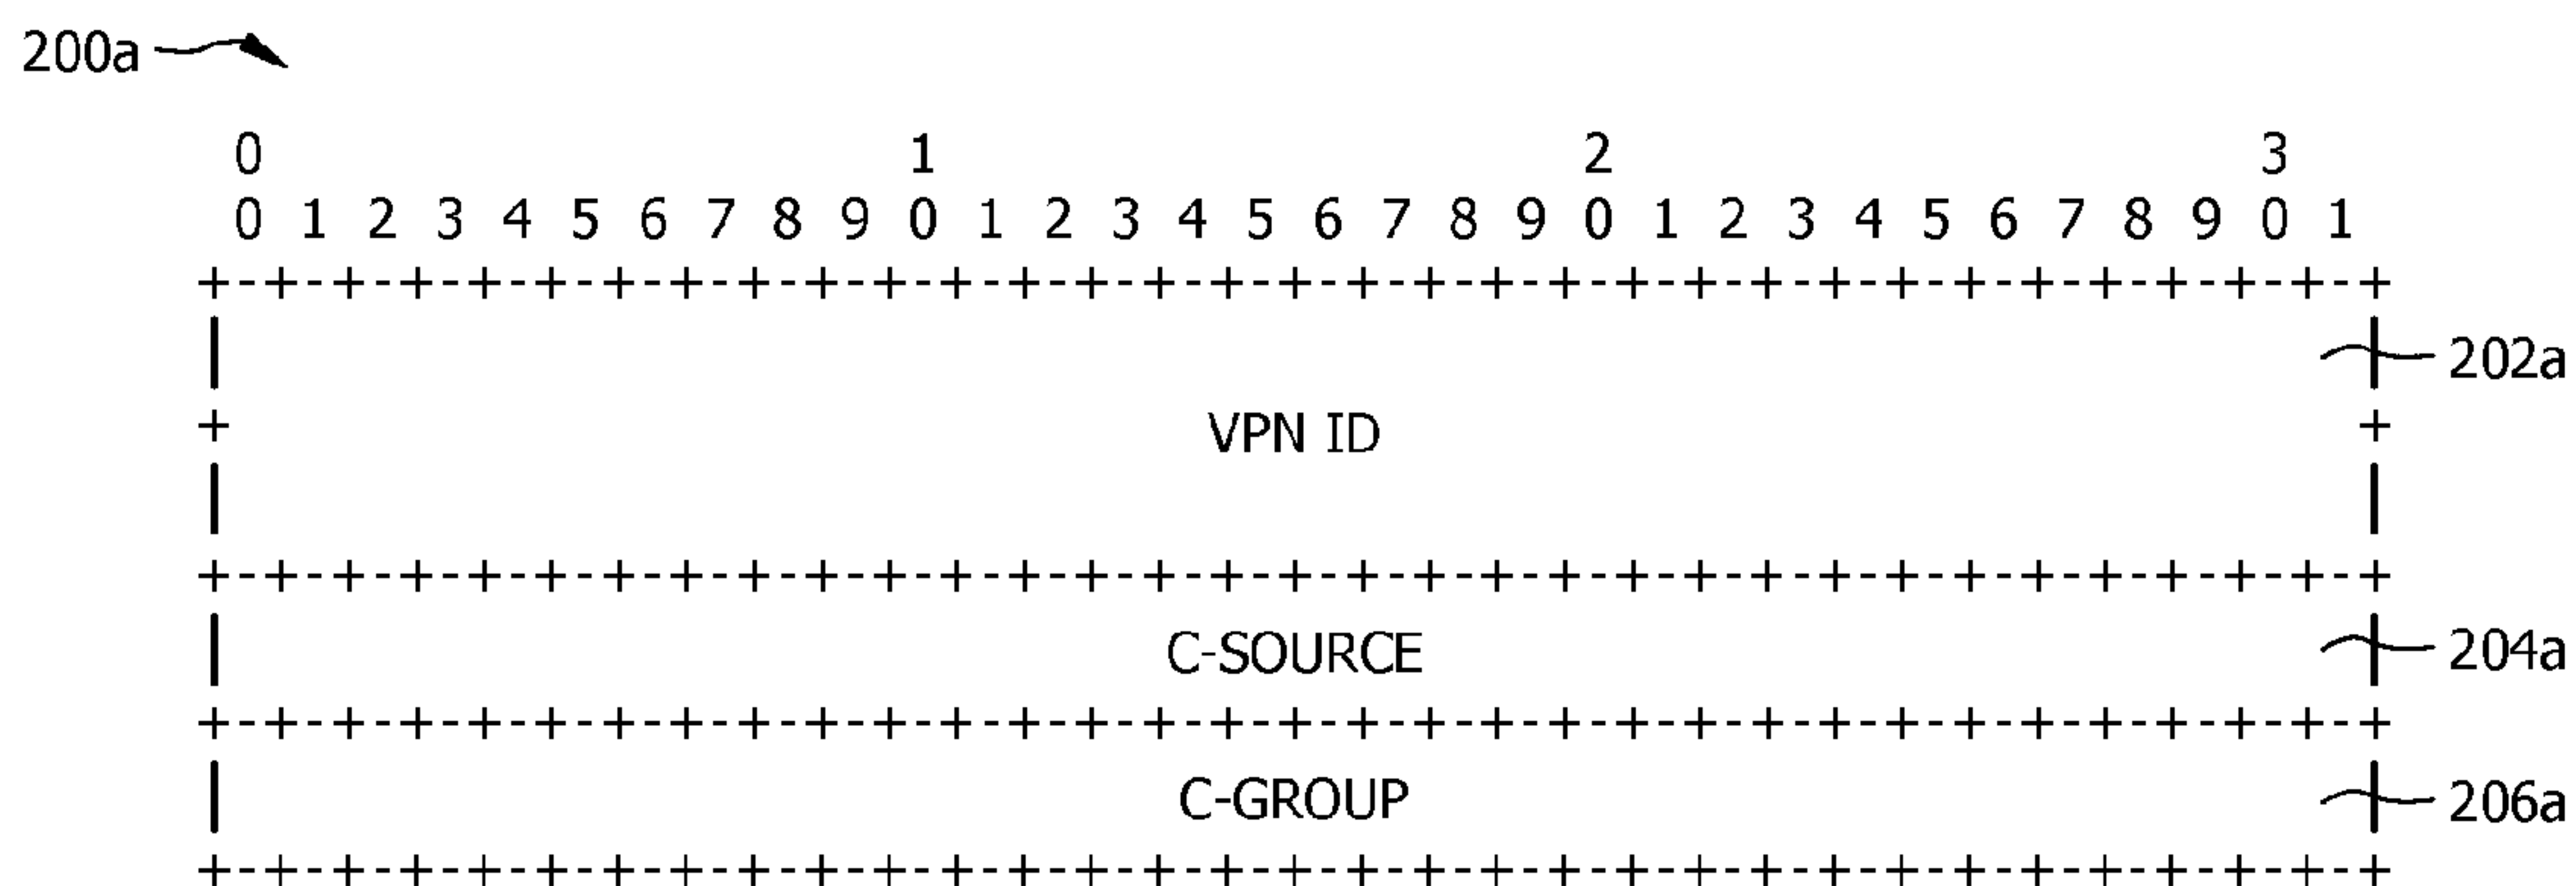 200a
0 1 2 3
0 1 2 3 4 5 6 7 8 9 0 1 2 3 4 5 6 7 8 9 0 1 2 3 4 5 6 7 8 9 0 1
+-+-+-+-+-+-+-+-+-+-+-+-+-+-+-+-+-+-+-+-+-+-+-+-+-+-+-+-+-+-+-+-+
| | 202a
+ VPN ID +
| |
+-+-+-+-+-+-+-+-+-+-+-+-+-+-+-+-+-+-+-+-+-+-+-+-+-+-+-+-+-+-+-+-+
| C-SOURCE | 204a
+-+-+-+-+-+-+-+-+-+-+-+-+-+-+-+-+-+-+-+-+-+-+-+-+-+-+-+-+-+-+-+-+
| C-GROUP | 206a
+-+-+-+-+-+-+-+-+-+-+-+-+-+-+-+-+-+-+-+-+-+-+-+-+-+-+-+-+-+-+-+-+